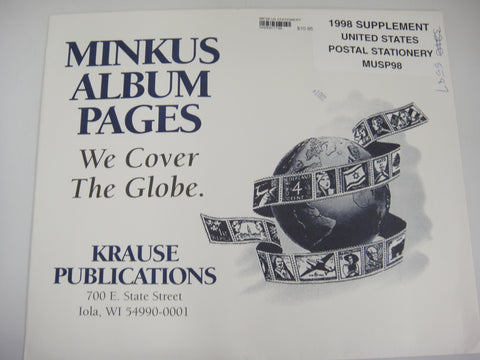 MINKUS
ALBUM
PAGES
We Cover
The Globe.
KRAUSE
PUBLICATIONS
700 E. State Street
Iola, WI 54990-0001
1998 SUPPLEMENT
UNITED STATES
POSTAL STATIONERY
MUSP98
$10.95
4